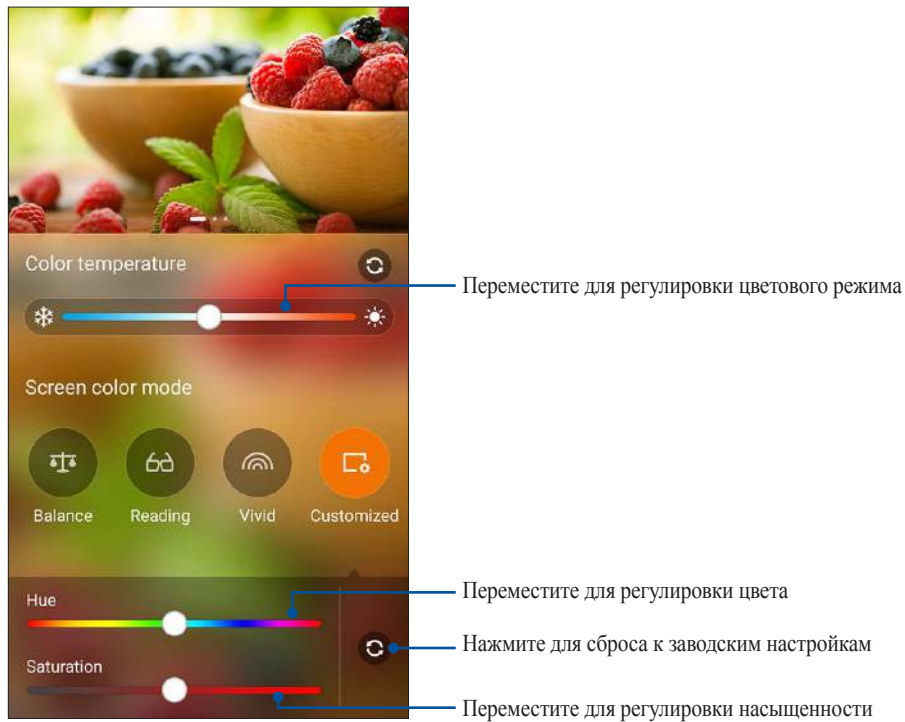 Color temperature
Переместите для регулировки цветового режима
Screen color mode
Balance Reading Vivid Customized
Переместите для регулировки цвета
Hue
Нажмите для сброса к заводским настройкам
Saturation
Переместите для регулировки насыщенности